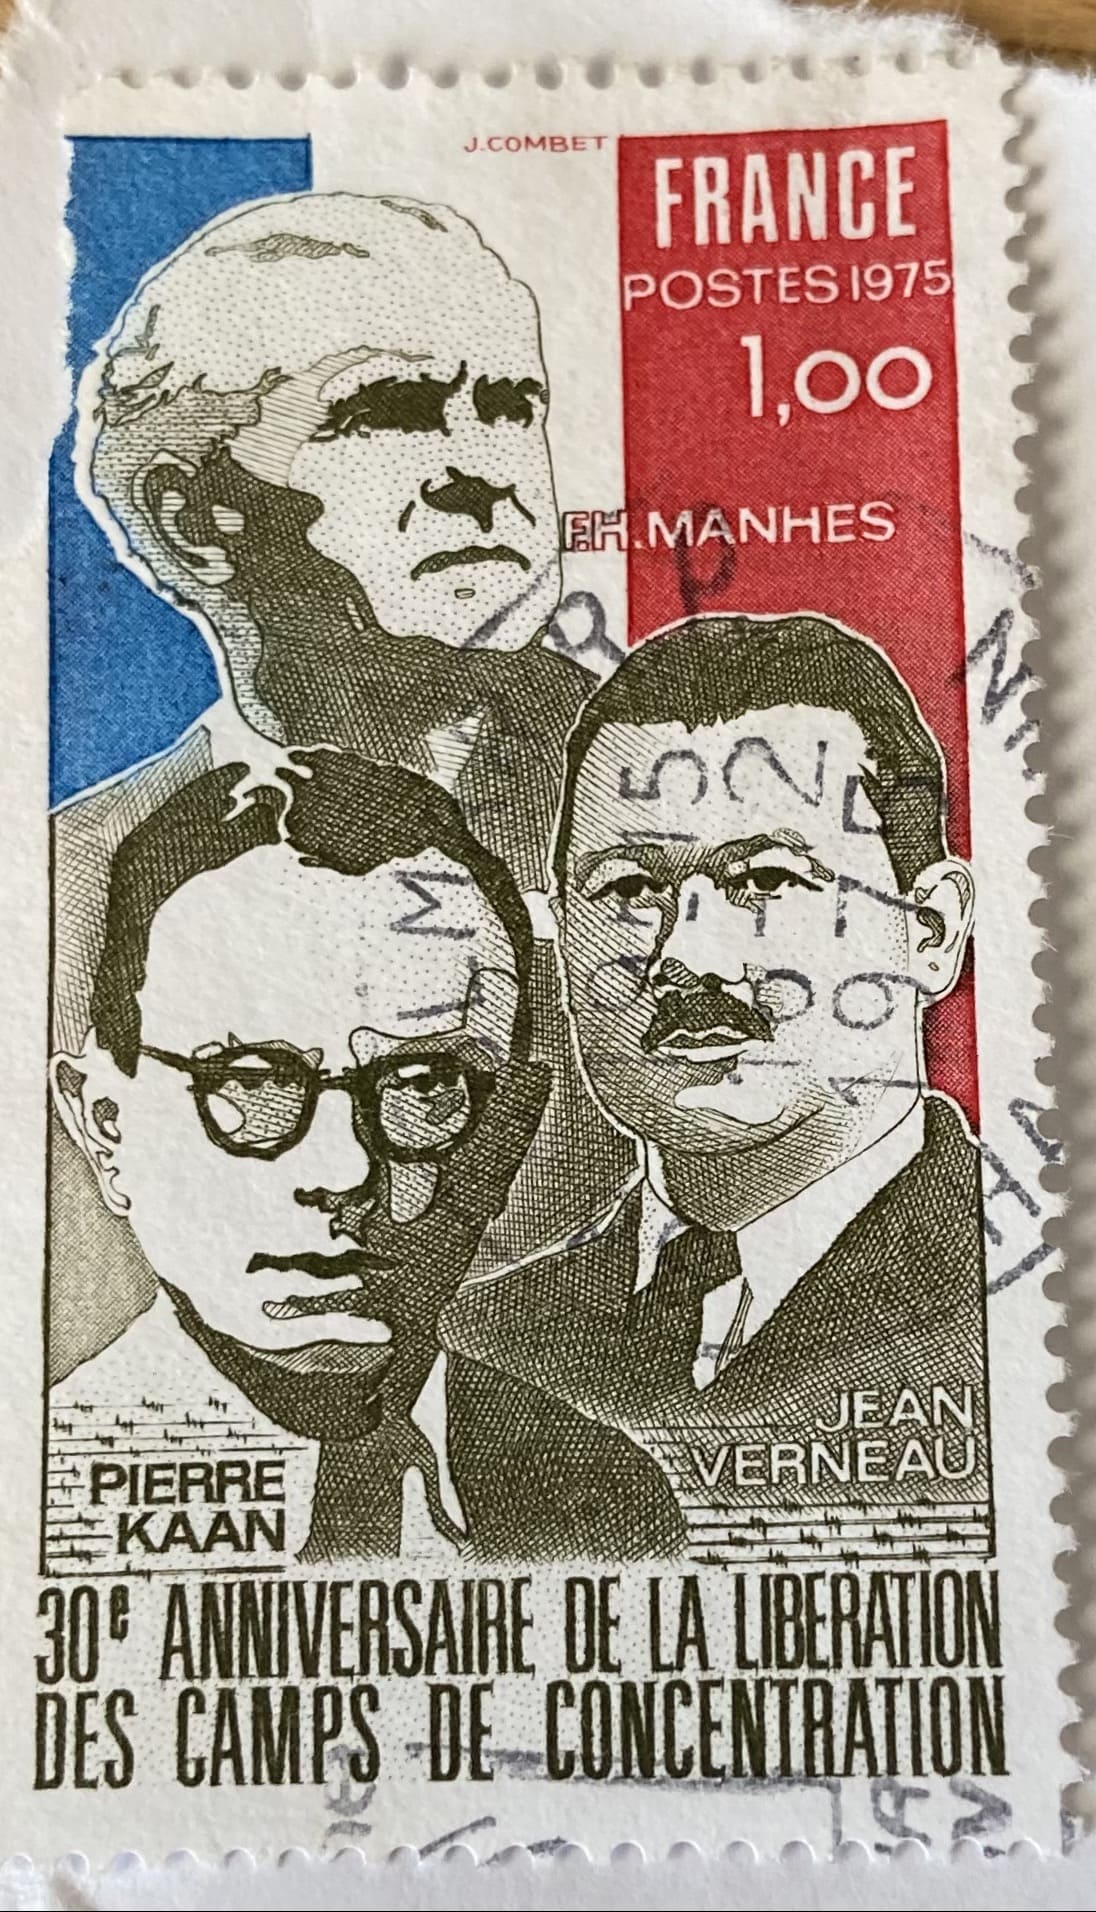 J.COMBET
FRANCE
POSTES 1975
1,00
F.H. MANHES
JEAN
VERNEAU
PIERRE
KAAN
30e ANNIVERSAIRE DE LA LIBERATION
DES CAMPS DE CONCENTRATION